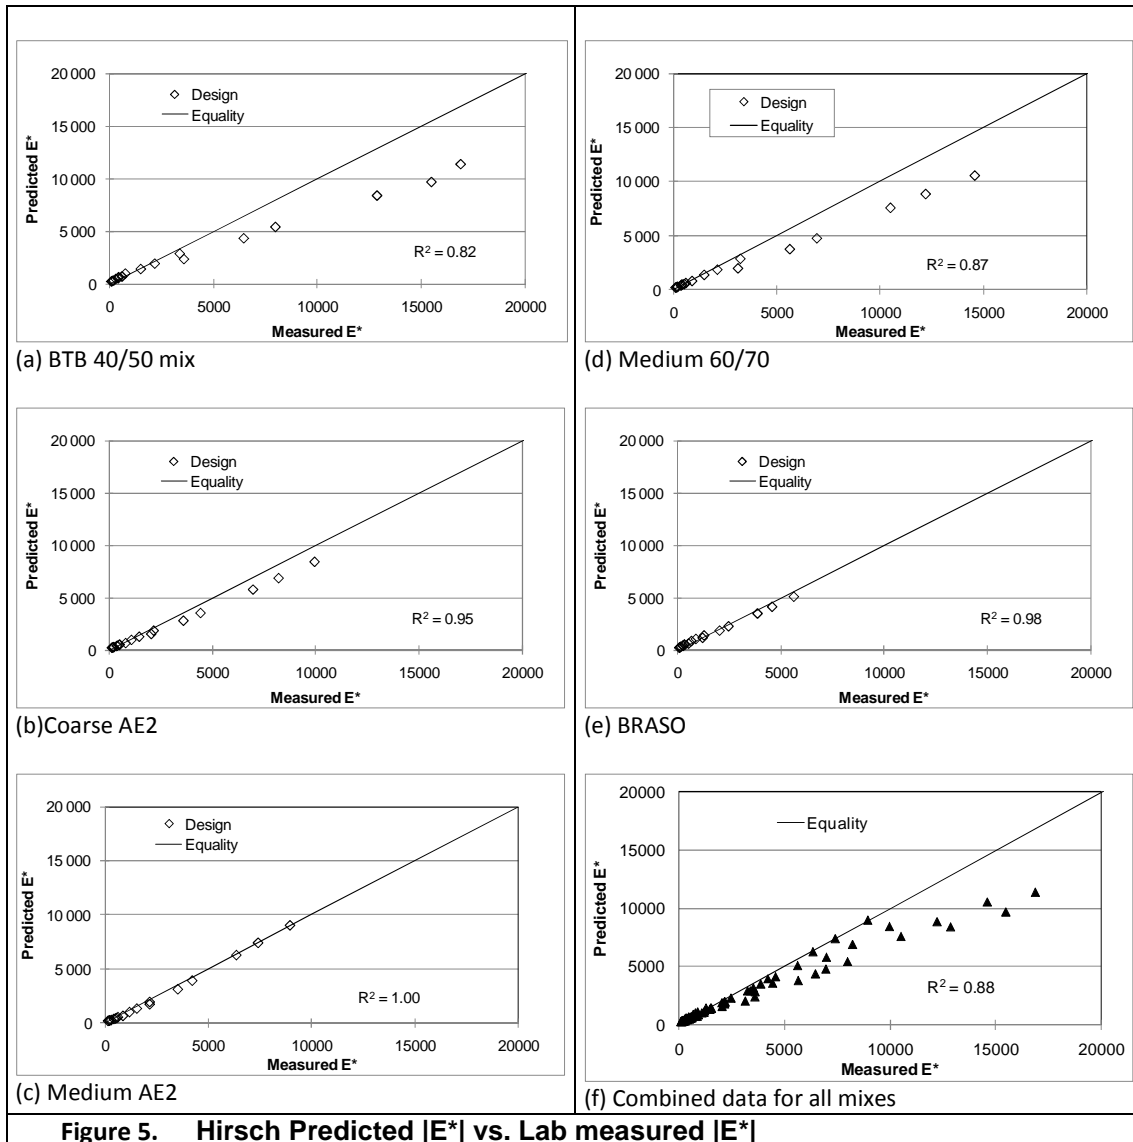 20 000
15 000
10 000
5 000
0
Predicted E*
Design
Equality
R² = 0.82
0 5000 10000 15000 20000
Measured E*
(a) BTB 40/50 mix
20 000
15 000
10 000
5 000
0
Predicted E*
Design
Equality
R² = 0.87
0 5000 10000 15000 20000
Measured E*
(d) Medium 60/70
20 000
15 000
10 000
5 000
0
Predicted E*
Design
Equality
R² = 0.95
0 5000 10000 15000 20000
Measured E*
(b)Coarse AE2
20 000
15 000
10 000
5 000
0
Predicted E*
Design
Equality
R² = 0.98
0 5000 10000 15000 20000
Measured E*
(e) BRASO
20 000
15 000
10 000
5 000
0
Predicted E*
Design
Equality
R² = 1.00
0 5000 10000 15000 20000
Measured E*
(c) Medium AE2
20000
15000
10000
5000
0
Predicted E*
Equality
R² = 0.88
0 5000 10000 15000 20000
Measured E*
(f) Combined data for all mixes
Figure 5. Hirsch Predicted |E*| vs. Lab measured |E*|